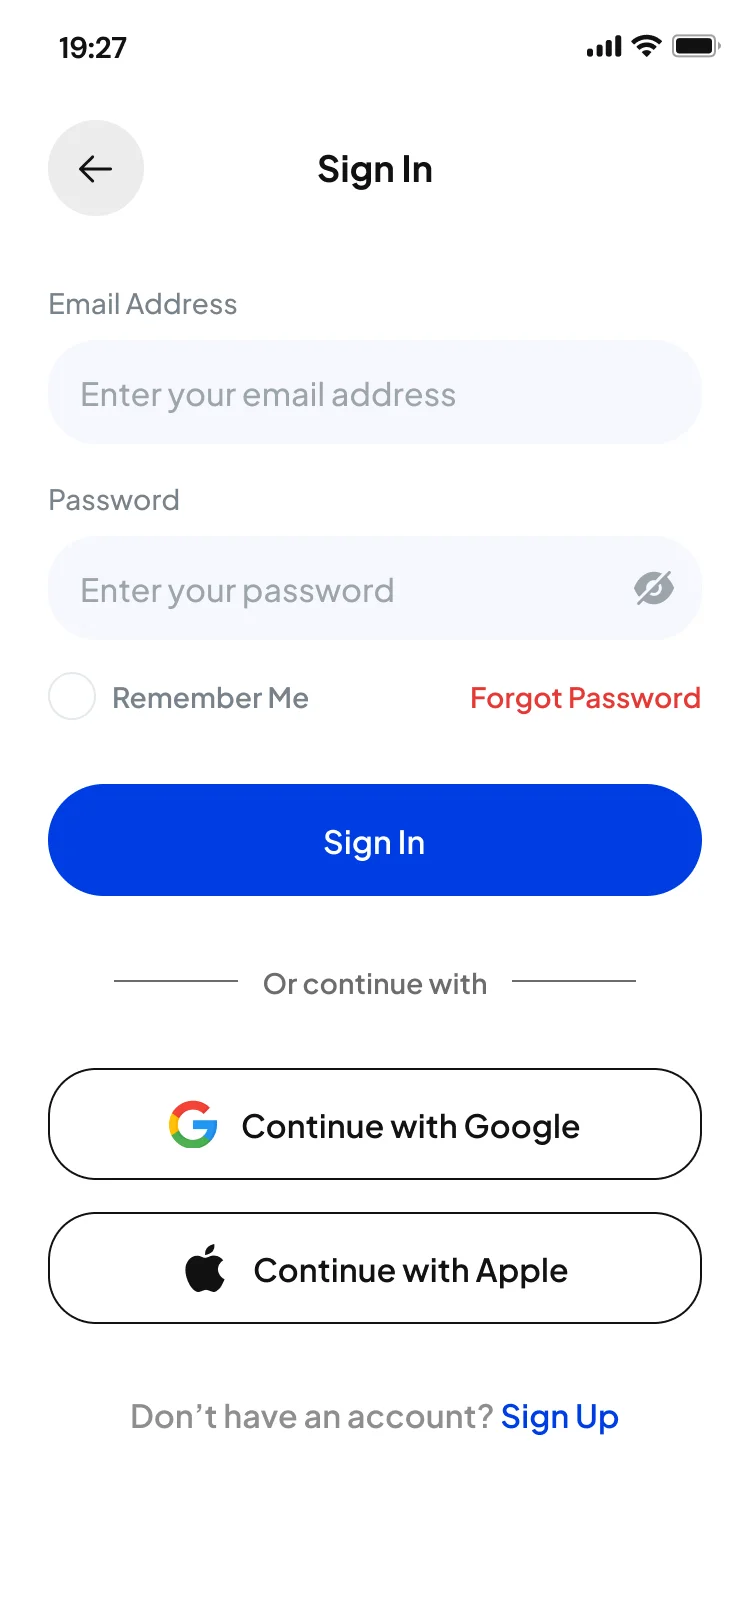 19:27
Sign In
Email Address
Enter your email address
Password
Enter your password
Remember Me
Forgot Password
Sign In
Or continue with
Continue with Google
Continue with Apple
Don’t have an account? Sign Up